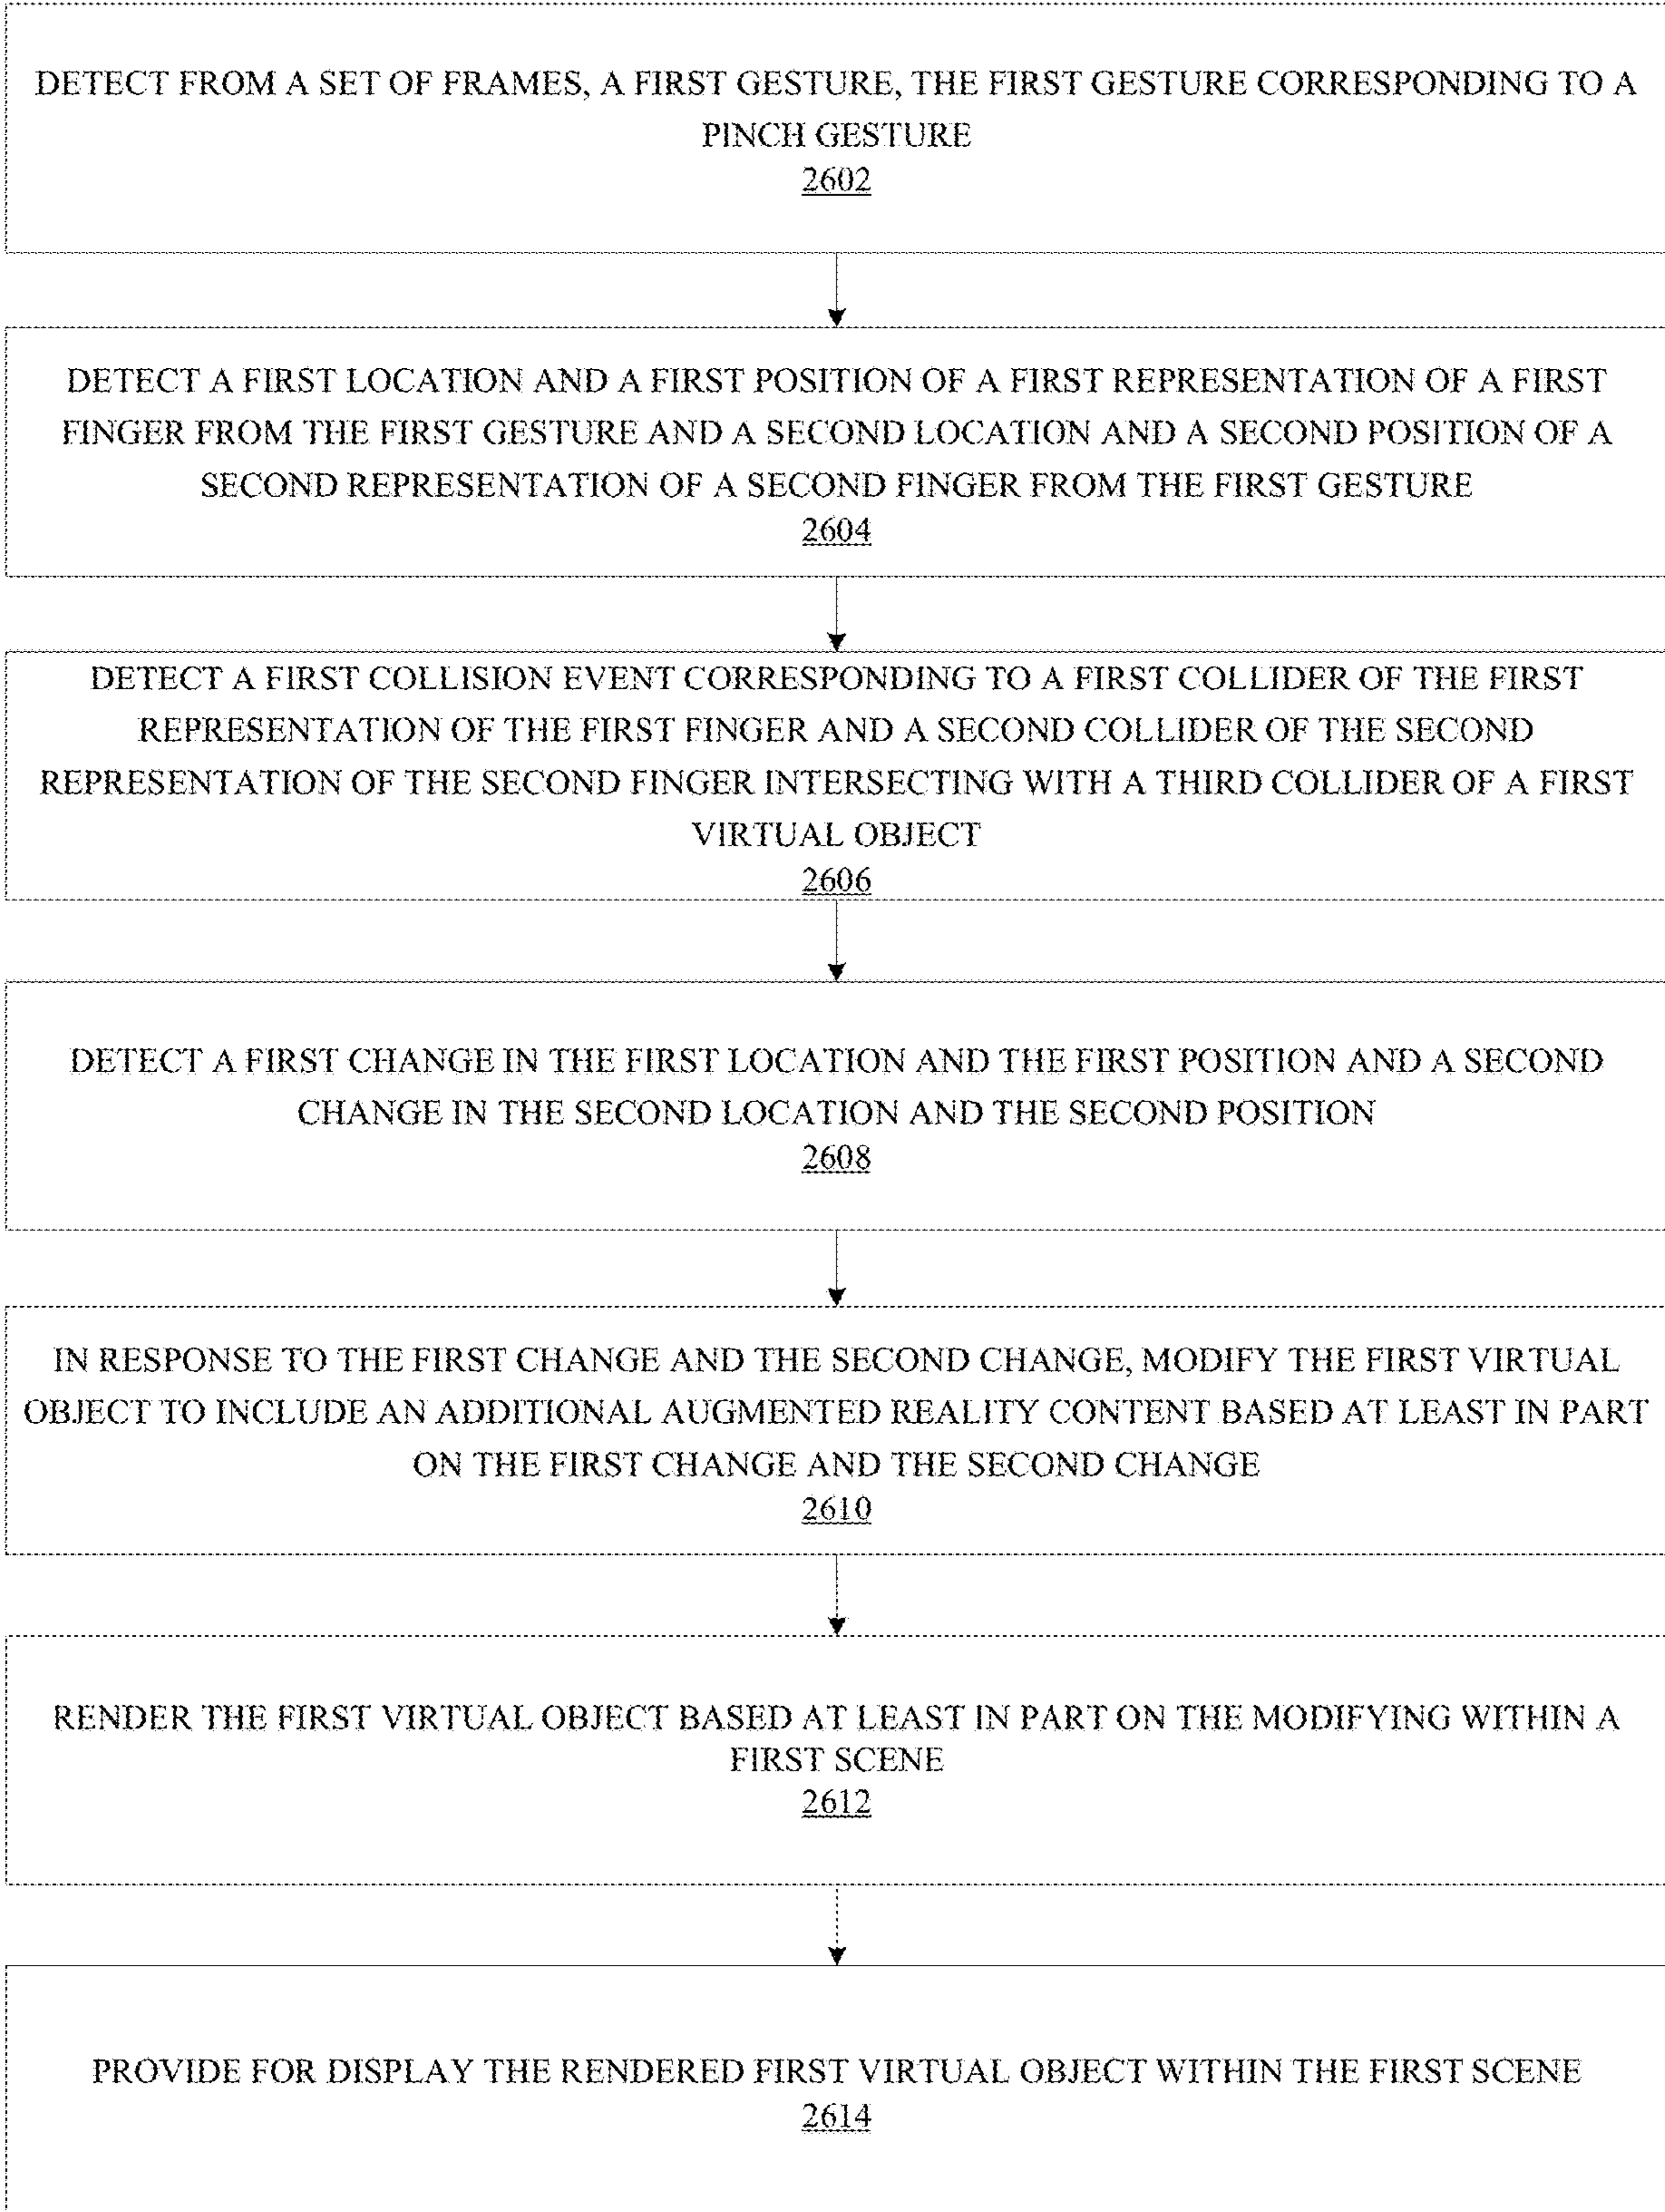 DETECT FROM A SET OF FRAMES, A FIRST GESTURE, THE FIRST GESTURE CORRESPONDING TO A
PINCH GESTURE
2602
DETECT A FIRST LOCATION AND A FIRST POSITION OF A FIRST REPRESENTATION OF A FIRST
FINGER FROM THE FIRST GESTURE AND A SECOND LOCATION AND A SECOND POSITION OF A
SECOND REPRESENTATION OF A SECOND FINGER FROM THE FIRST GESTURE
2604
DETECT A FIRST COLLISION EVENT CORRESPONDING TO A FIRST COLLIDER OF THE FIRST
REPRESENTATION OF THE FIRST FINGER AND A SECOND COLLIDER OF THE SECOND
REPRESENTATION OF THE SECOND FINGER INTERSECTING WITH A THIRD COLLIDER OF A FIRST
VIRTUAL OBJECT
2606
DETECT A FIRST CHANGE IN THE FIRST LOCATION AND THE FIRST POSITION AND A SECOND
CHANGE IN THE SECOND LOCATION AND THE SECOND POSITION
2608
IN RESPONSE TO THE FIRST CHANGE AND THE SECOND CHANGE, MODIFY THE FIRST VIRTUAL
OBJECT TO INCLUDE AN ADDITIONAL AUGMENTED REALITY CONTENT BASED AT LEAST IN PART
ON THE FIRST CHANGE AND THE SECOND CHANGE
2610
RENDER THE FIRST VIRTUAL OBJECT BASED AT LEAST IN PART ON THE MODIFYING WITHIN A
FIRST SCENE
2612
PROVIDE FOR DISPLAY THE RENDERED FIRST VIRTUAL OBJECT WITHIN THE FIRST SCENE
2614